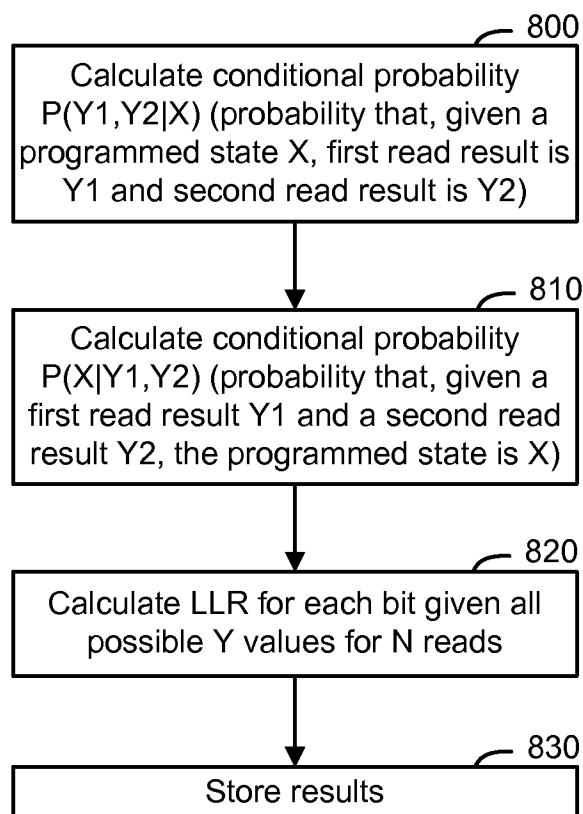 800
Calculate conditional probability
P(Y1,Y2|X) (probability that, given a
programmed state X, first read result is
Y1 and second read result is Y2)
810
Calculate conditional probability
P(X|Y1,Y2) (probability that, given a
first read result Y1 and a second read
result Y2, the programmed state is X)
820
Calculate LLR for each bit given all
possible Y values for N reads
830
Store results